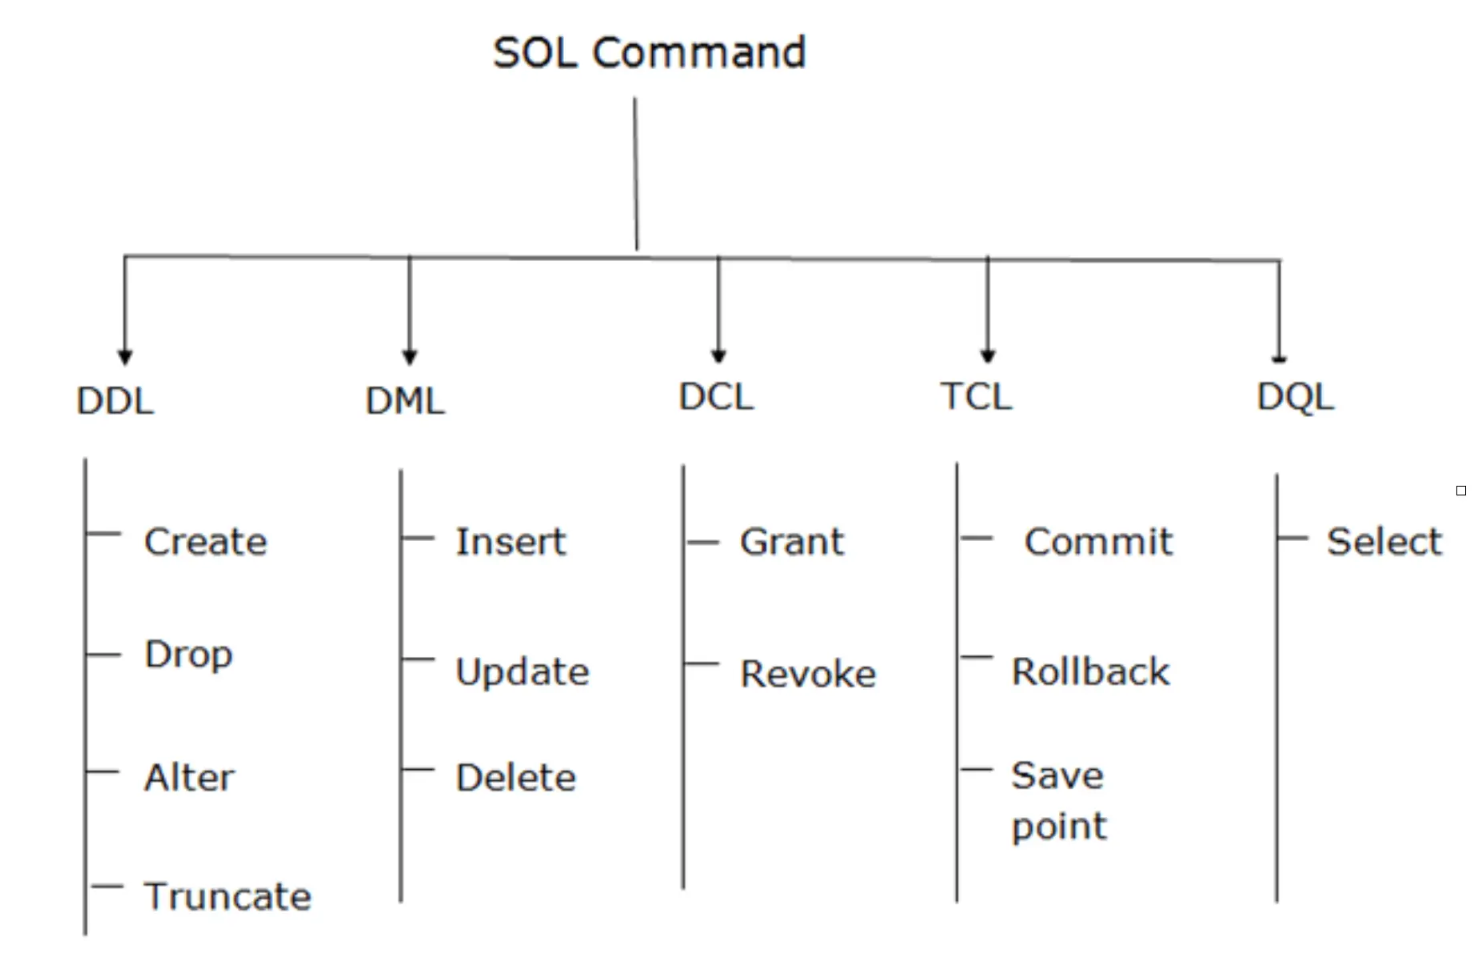 SOL Command
DDL
DML
DCL
TCL
DQL
Create
Drop
Alter
Truncate
Insert
Update
Delete
Grant
Revoke
Commit
Rollback
Save
point
Select